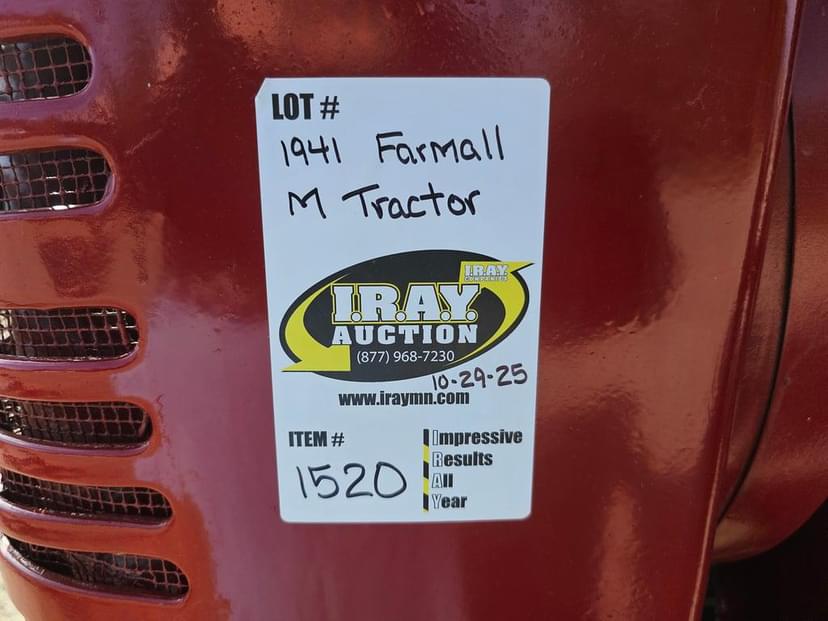 LOT #
1941 Farmall
M Tractor
I.R.A.Y.
COMPANIES
I.R.A.Y.
AUCTION
(877) 968-7230
10-29-25
www.iraymn.com
ITEM #
1520
Impressive
Results
All
Year